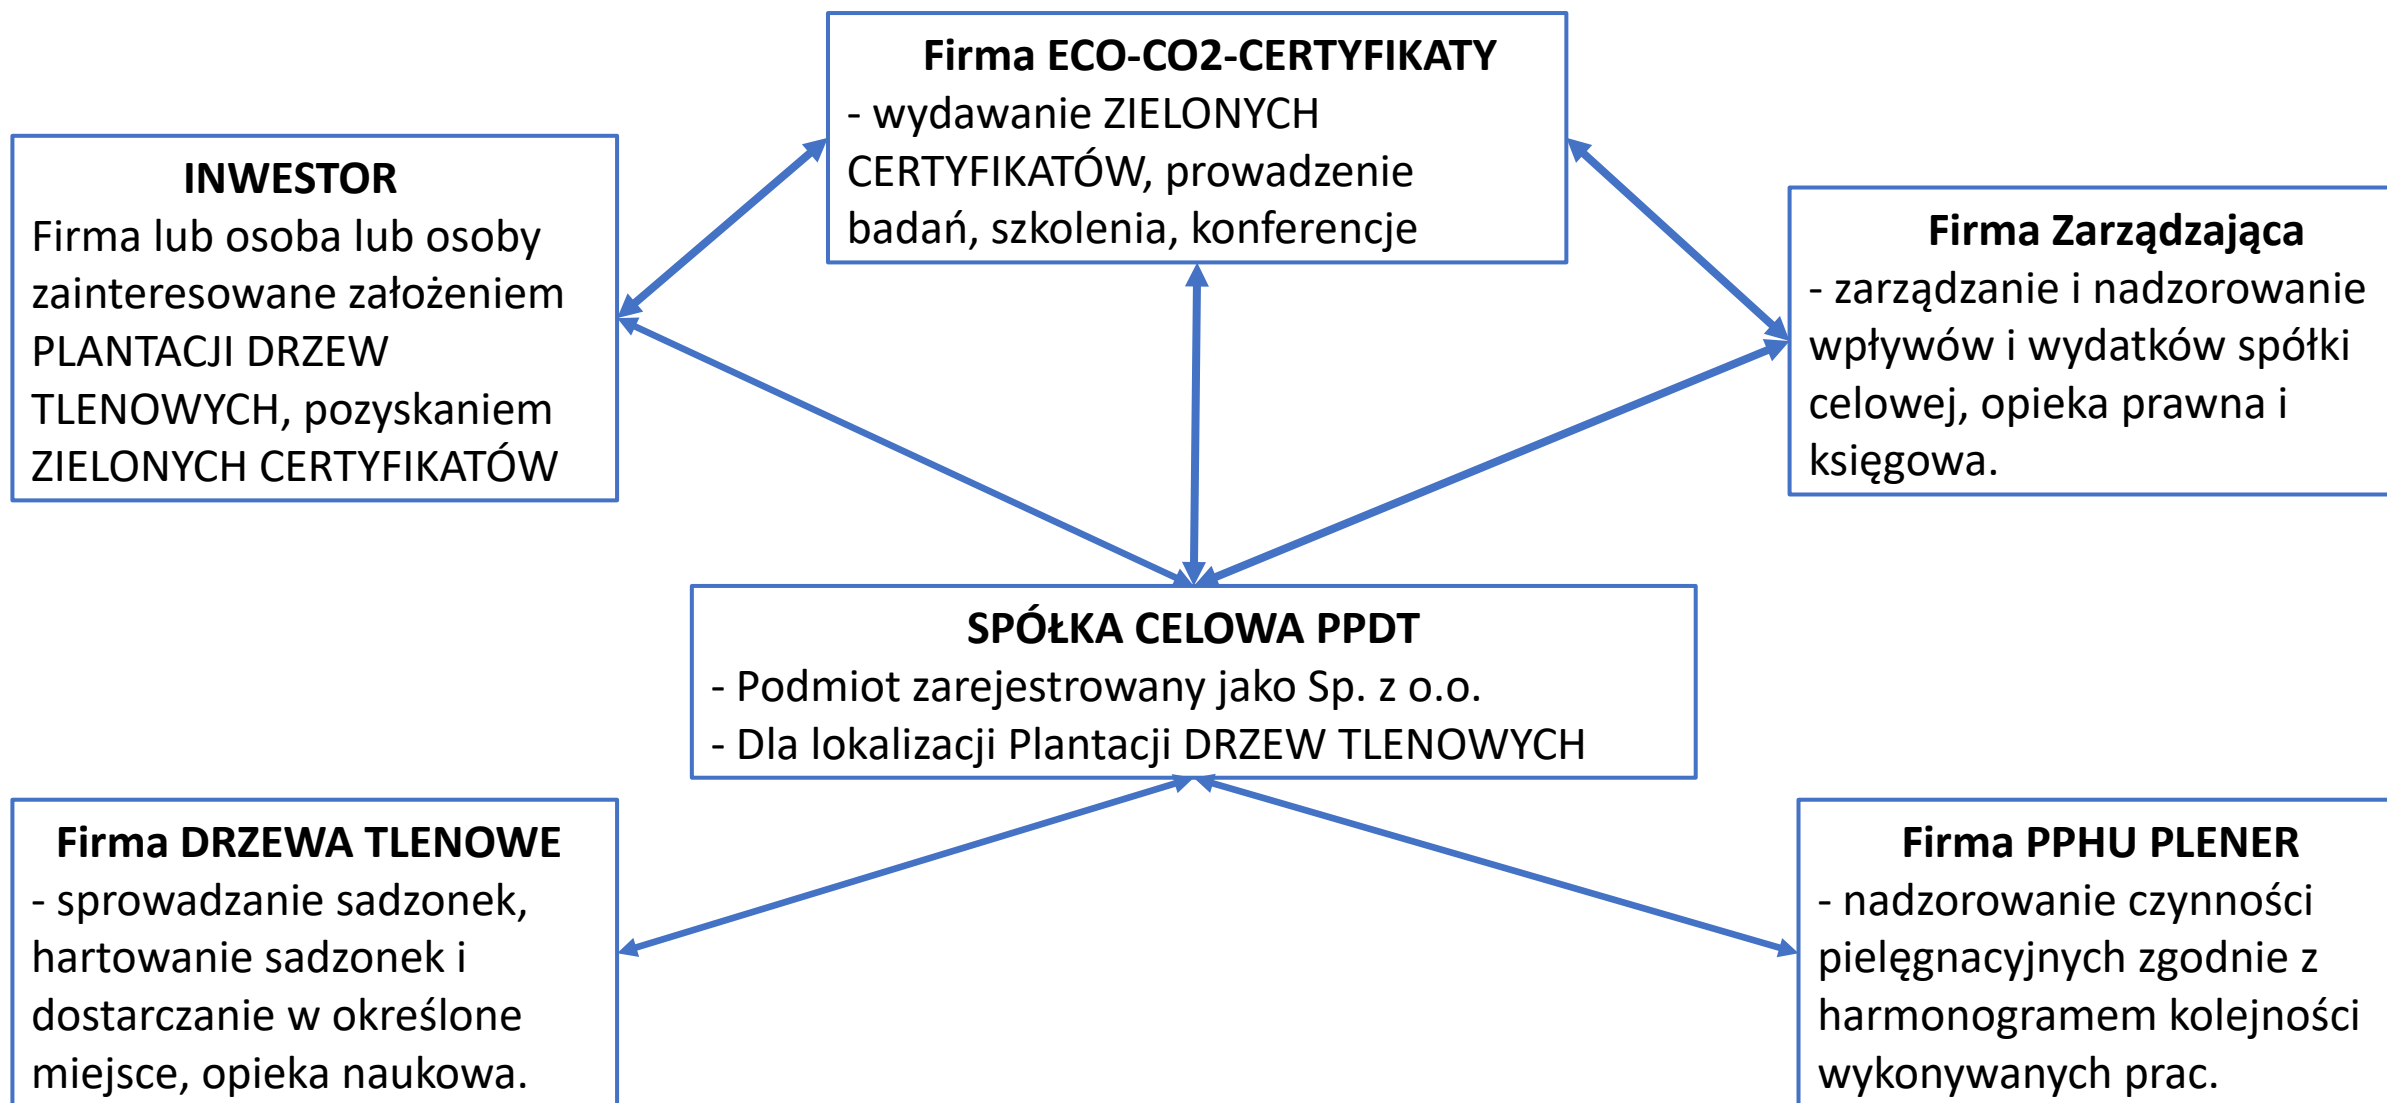 Firma ECO-CO2-CERTYFIKATY
- wydawanie ZIELONYCH
CERTYFIKATÓW, prowadzenie
badań, szkolenia, konferencje
INWESTOR
Firma lub osoba lub osoby
zainteresowane założeniem
PLANTACJI DRZEW
TLENOWYCH, pozyskaniem
ZIELONYCH CERTYFIKATÓW
Firma Zarządzająca
- zarządzanie i nadzorowanie
wpływów i wydatków spółki
celowej, opieka prawna i
księgowa.
SPÓŁKA CELOWA PPDT
- Podmiot zarejestrowany jako Sp. z o.o.
- Dla lokalizacji Plantacji DRZEW TLENOWYCH
Firma DRZEWA TLENOWE
- sprowadzanie sadzonek,
hartowanie sadzonek i
dostarczanie w określone
miejsce, opieka naukowa.
Firma PPHU PLENER
- nadzorowanie czynności
pielęgnacyjnych zgodnie z
harmonogramem kolejności
wykonywanych prac.